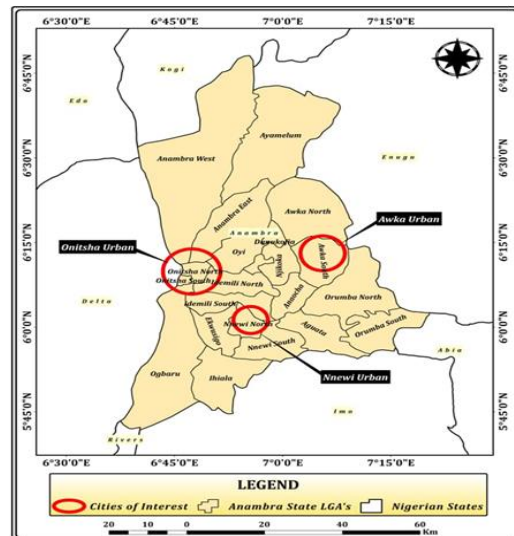 6°30'0"E 6°45'0"E 7°0'0"E 7°15'0"E
6°45'0"N
6°45'0"N
Kogi
Edo
Ayamelum
6°30'0"N
6°30'0"N
Anambra West
Enugu
Anambra East
Awka North
Awka Urban
Anambra
Dunukofia
6°15'0"N
6°15'0"N
Onitsha Urban
Oyi
Njikoka
Awka South
Onitsha North
Onitsha South
Idemili North
Delta
Anaocha
Orumba North
Idemili South
6°0'0"N
6°0'0"N
Ekwusigo
Nnewi North
Aguata
Orumba South
Nnewi South
Abia
Ogbaru
Ihiala
Nnewi Urban
5°45'0"N
5°45'0"N
Imo
Rivers
6°30'0"E 6°45'0"E 7°0'0"E 7°15'0"E
LEGEND
Cities of Interest Anambra State LGA's Nigerian States
20 10 0 20 40 60
Km